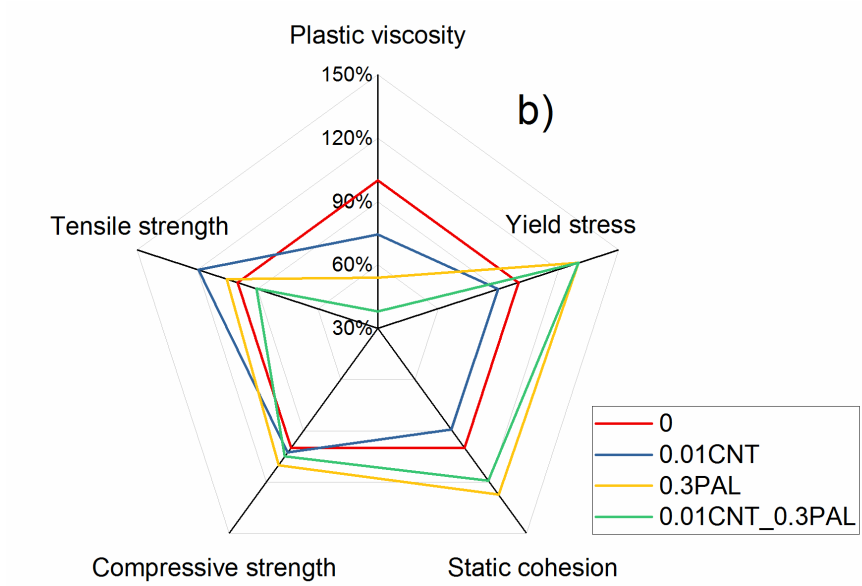 Plastic viscosity
150%
b)
120%
90%
Tensile strength
Yield stress
60%
30%
0
0.01CNT
0.3PAL
0.01CNT_0.3PAL
Compressive strength
Static cohesion